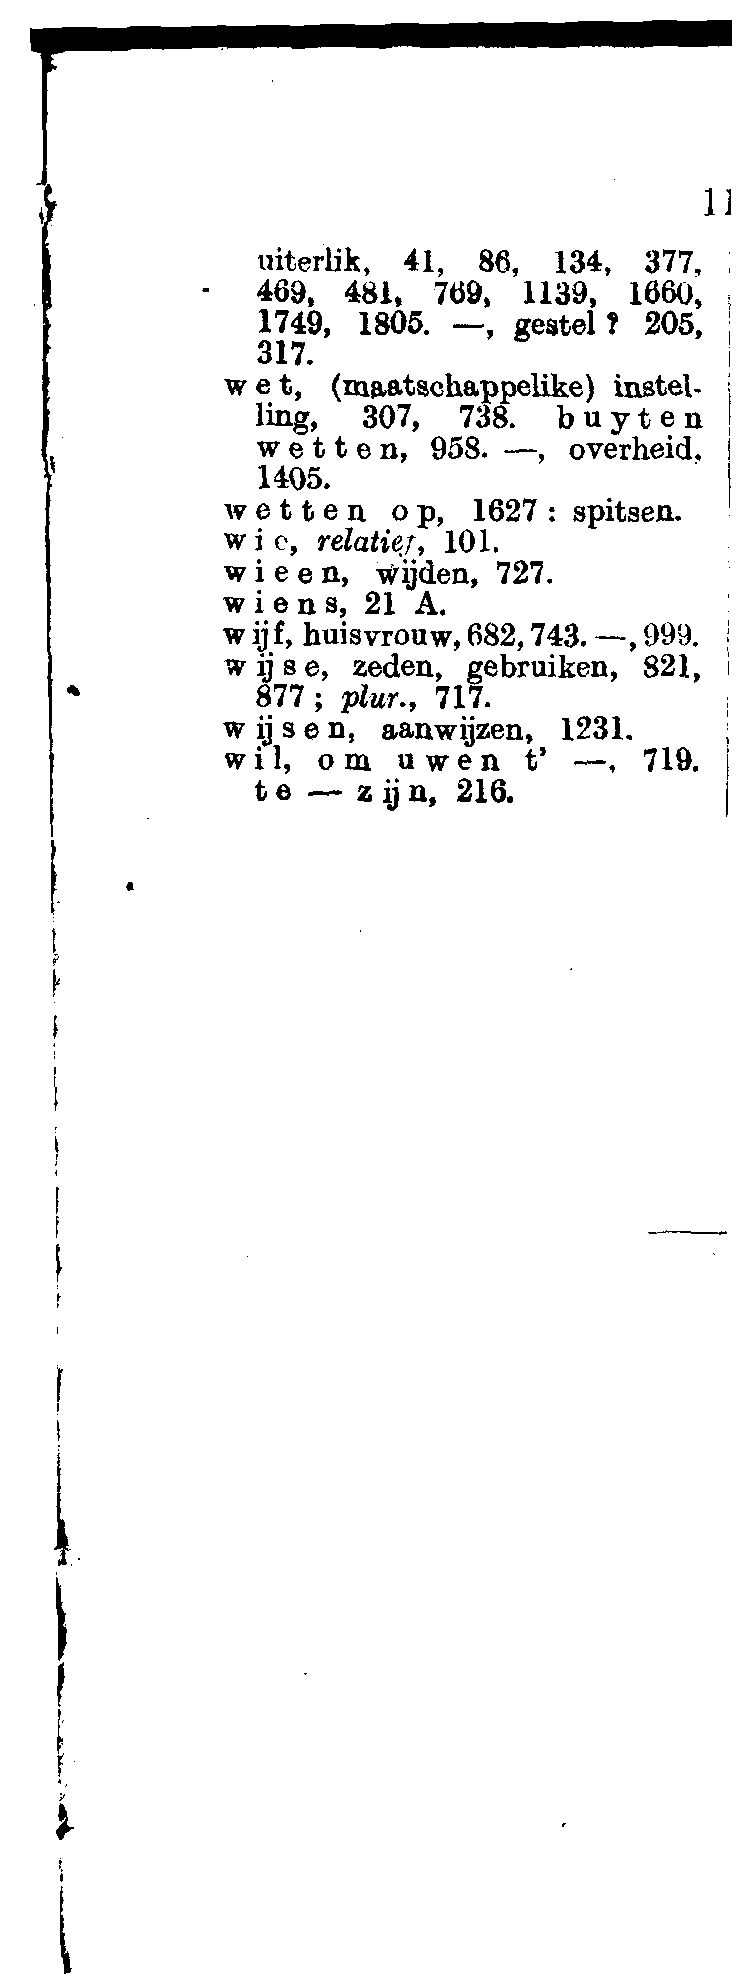 11
uiterlik, 41, 86, 134, 377,
469, 481, 769, 1139, 1660,
1749, 1805. —, gestel? 205,
317.
wet, (maatschappelike) instel-
ling, 307, 738. buyten
wetten, 958. —, overheid,
1405.
wetten op, 1627: spitsen.
wie, relatief, 101.
wieen, wijden, 727.
wiens, 21 A.
wijf, huisvrouw, 682, 743. —, 999.
wijse, zeden, gebruiken, 821,
877; plur., 717.
wijsen, aanwijzen, 1231.
wil, om uwen t' —, 719.
te — zijn, 216.